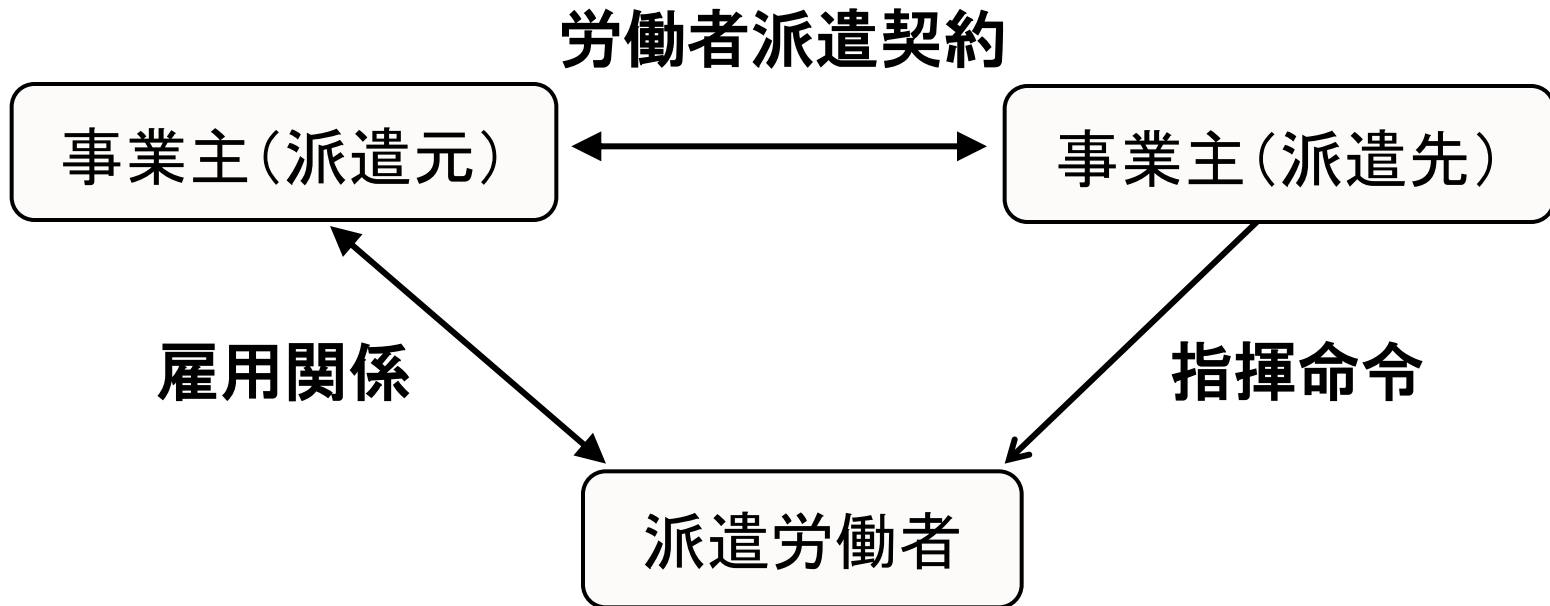 労働者派遣契約
事業主(派遣元)
事業主(派遣先)
雇用関係
指揮命令
派遣労働者